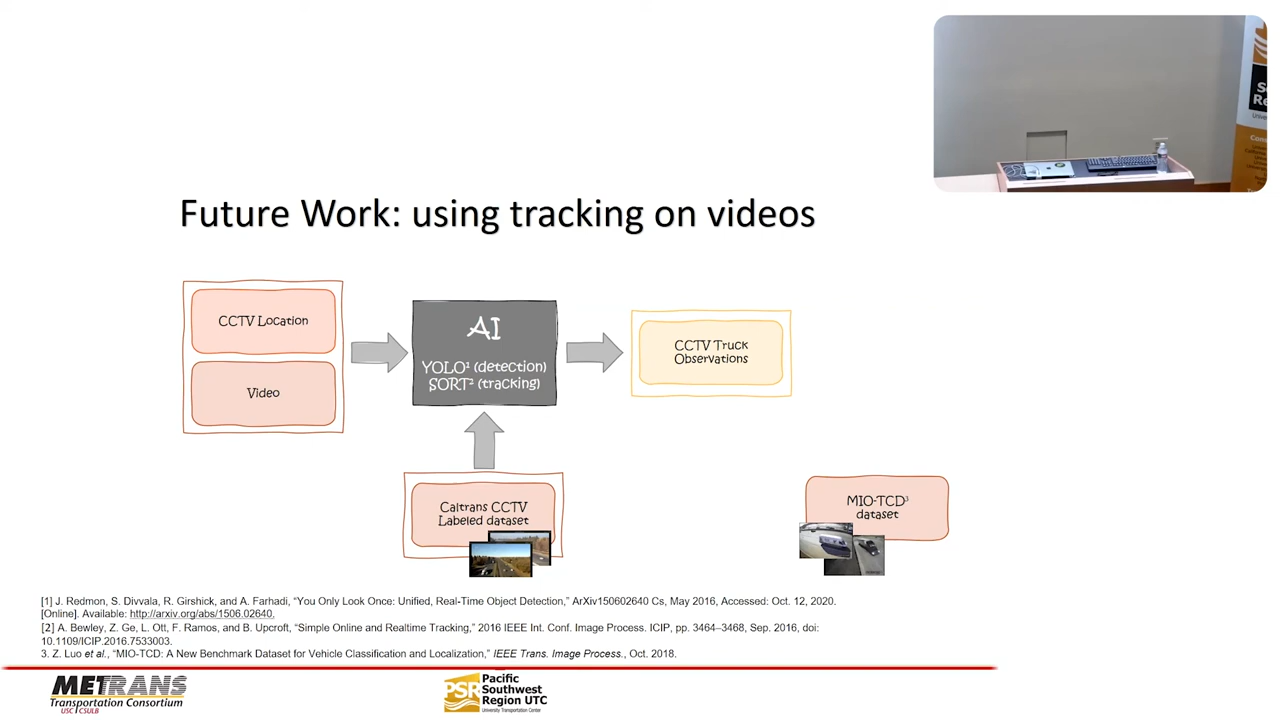 Future Work: using tracking on videos
CCTV Location
Video
AI
YOLO¹ (detection)
SORT² (tracking)
CCTV Truck
Observations
Caltrans CCTV
Labeled dataset
MIO-TCD³
dataset
[1] J. Redmon, S. Divvala, R. Girshick, and A. Farhadi, “You Only Look Once: Unified, Real-Time Object Detection,” ArXiv150602640 Cs, May 2016, Accessed: Oct. 12, 2020.
[Online]. Available: http://arxiv.org/abs/1506.02640.
[2] A. Bewley, Z. Ge, L. Ott, F. Ramos, and B. Upcroft, “Simple Online and Realtime Tracking,” 2016 IEEE Int. Conf. Image Process. ICIP, pp. 3464–3468, Sep. 2016, doi:
10.1109/ICIP.2016.7533003.
3. Z. Luo et al., “MIO-TCD: A New Benchmark Dataset for Vehicle Classification and Localization,” IEEE Trans. Image Process., Oct. 2018.
METRANS
Transportation Consortium
USC | CSULB
PSR
Pacific
Southwest
Region UTC
University Transportation Center